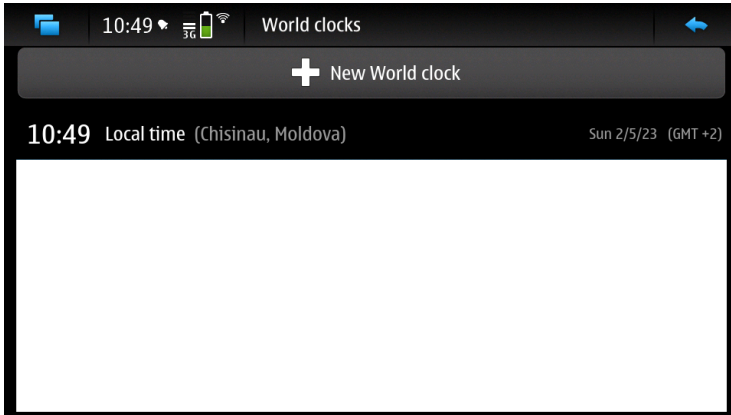 10:49 3G World clocks
New World clock
10:49 Local time (Chisinau, Moldova) Sun 2/5/23 (GMT +2)